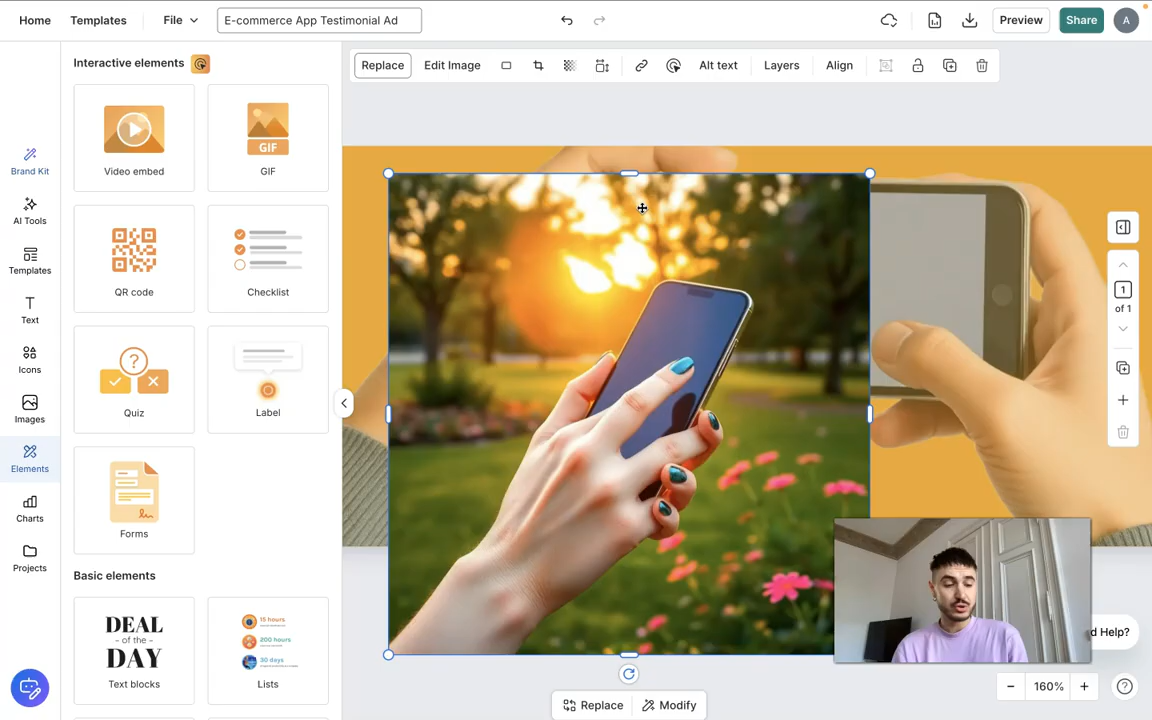 Home
Templates
File
E-commerce App Testimonial Ad
Preview
Share
A
Interactive elements
Replace
Edit Image
Alt text
Layers
Align
Video embed
GIF
GIF
Brand Kit
AI Tools
Templates
Text
Icons
Images
Elements
Charts
Projects
QR code
Checklist
Quiz
Label
Forms
1
of 1
Basic elements
DEAL
- of the -
DAY
Text blocks
15 hours
200 hours
30 days
Lists
d Help?
160%
Replace
Modify